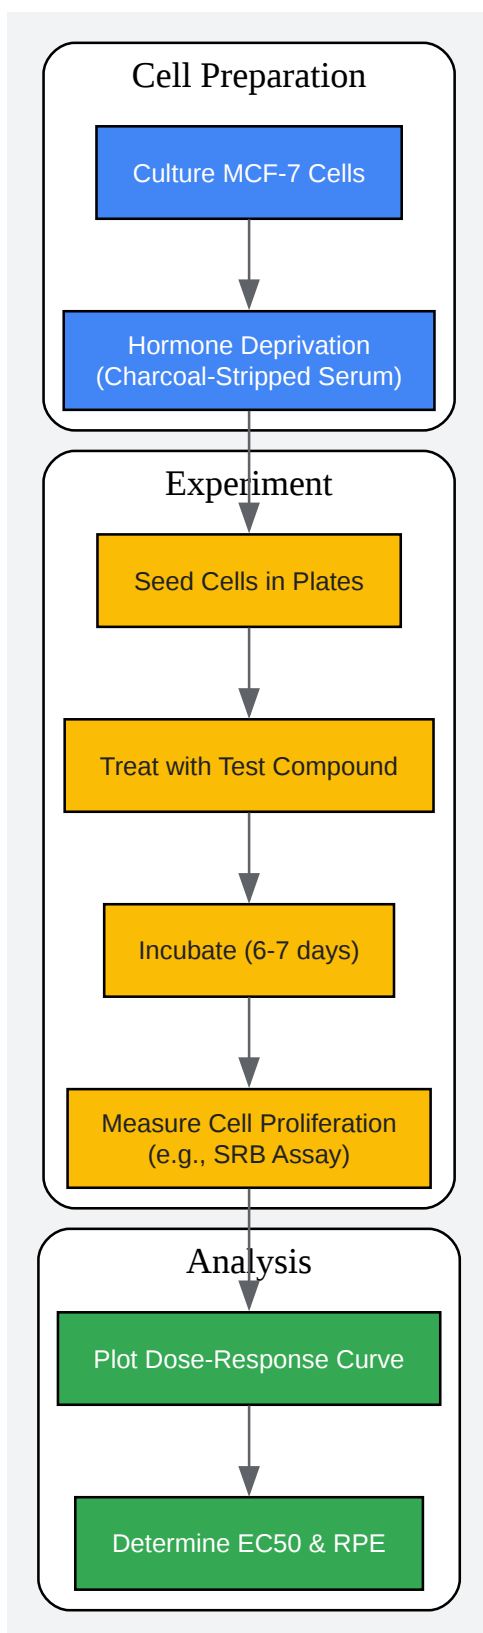 Cell Preparation
Culture MCF-7 Cells
Hormone Deprivation
(Charcoal-Stripped Serum)
Experiment
Seed Cells in Plates
Treat with Test Compound
Incubate (6-7 days)
Measure Cell Proliferation
(e.g., SRB Assay)
Analysis
Plot Dose-Response Curve
Determine EC50 & RPE